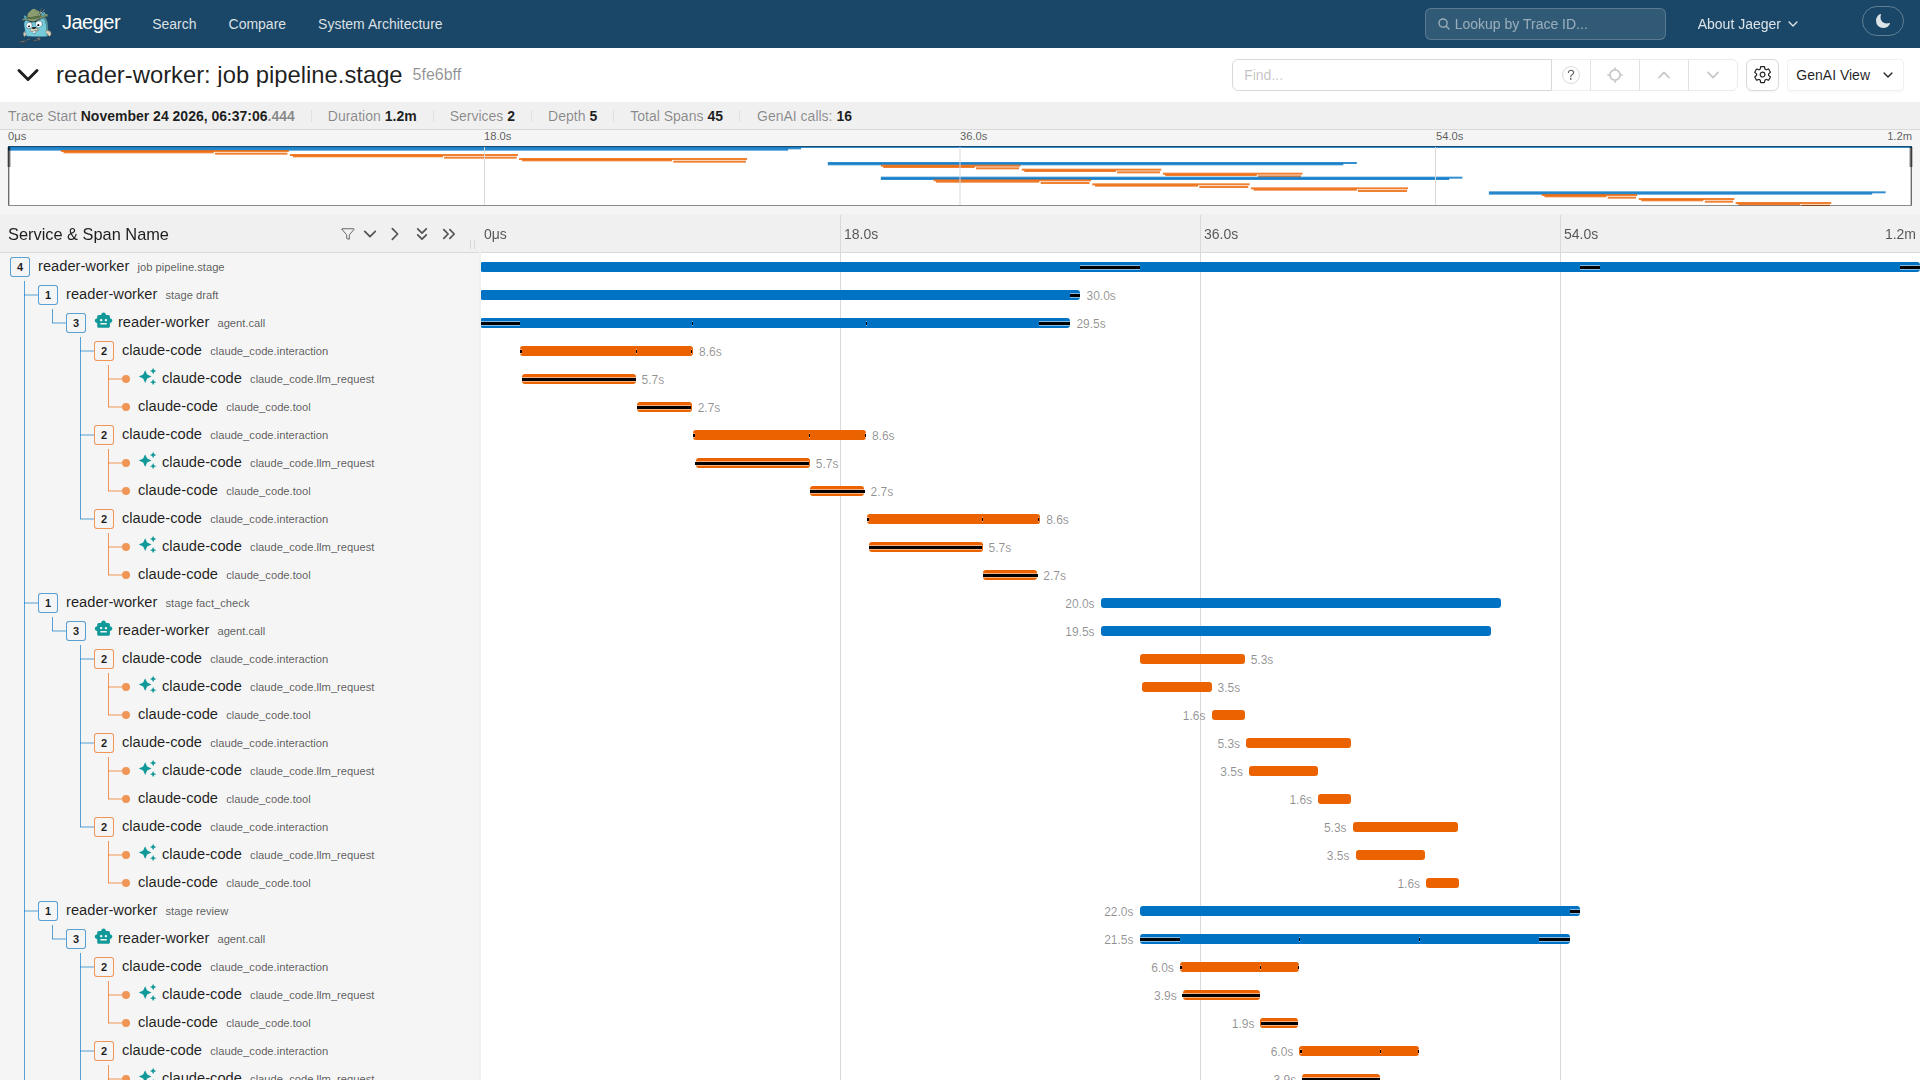 Jaeger Search Compare System Architecture Lookup by Trace ID... About Jaeger
reader-worker: job pipeline.stage 5fe6bff Find... ? GenAI View
Trace Start November 24 2026, 06:37:06.444 Duration 1.2m Services 2 Depth 5 Total Spans 45 GenAI calls: 16
0μs 18.0s 36.0s 54.0s 1.2m
Service & Span Name 0μs 18.0s 36.0s 54.0s 1.2m
4 reader-worker job pipeline.stage
1 reader-worker stage draft 30.0s
3 reader-worker agent.call 29.5s
2 claude-code claude_code.interaction 8.6s
claude-code claude_code.llm_request 5.7s
claude-code claude_code.tool 2.7s
2 claude-code claude_code.interaction 8.6s
claude-code claude_code.llm_request 5.7s
claude-code claude_code.tool 2.7s
2 claude-code claude_code.interaction 8.6s
claude-code claude_code.llm_request 5.7s
claude-code claude_code.tool 2.7s
1 reader-worker stage fact_check 20.0s
3 reader-worker agent.call 19.5s
2 claude-code claude_code.interaction 5.3s
claude-code claude_code.llm_request 3.5s
claude-code claude_code.tool 1.6s
2 claude-code claude_code.interaction 5.3s
claude-code claude_code.llm_request 3.5s
claude-code claude_code.tool 1.6s
2 claude-code claude_code.interaction 5.3s
claude-code claude_code.llm_request 3.5s
claude-code claude_code.tool 1.6s
1 reader-worker stage review 22.0s
3 reader-worker agent.call 21.5s
2 claude-code claude_code.interaction 6.0s
claude-code claude_code.llm_request 3.9s
claude-code claude_code.tool 1.9s
2 claude-code claude_code.interaction 6.0s
claude-code claude_code.llm_request 3.9s